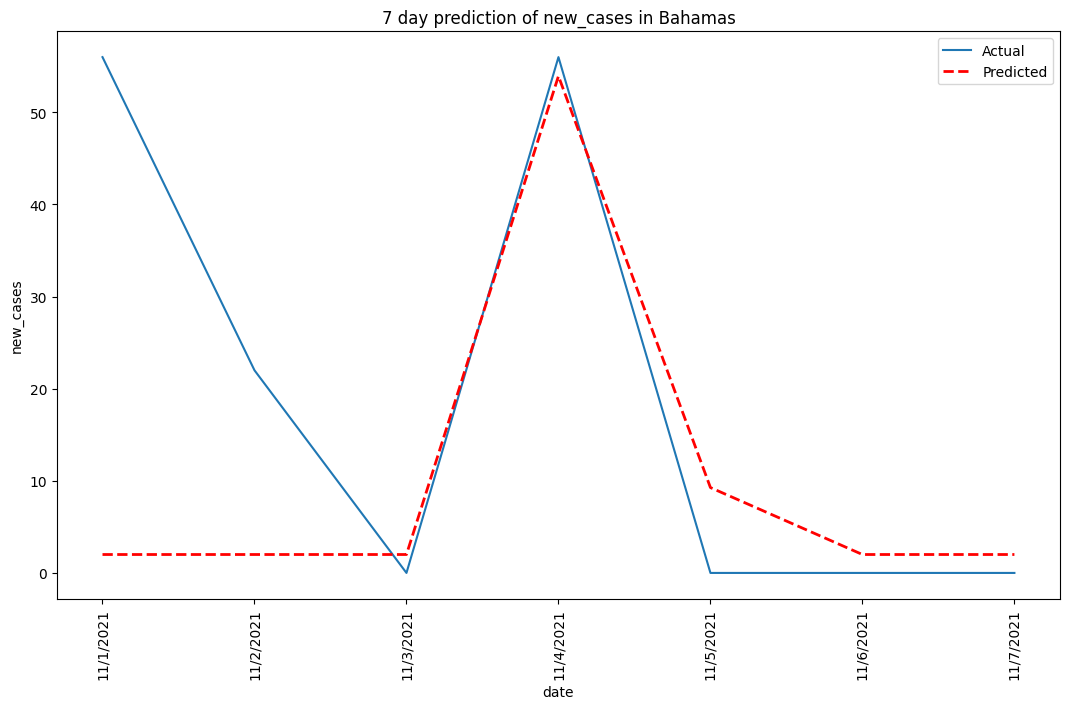 7 day prediction of new_cases in Bahamas
Actual
Predicted
new_cases
50
40
30
20
10
0
11/1/2021
11/2/2021
11/3/2021
11/4/2021
11/5/2021
11/6/2021
11/7/2021
date